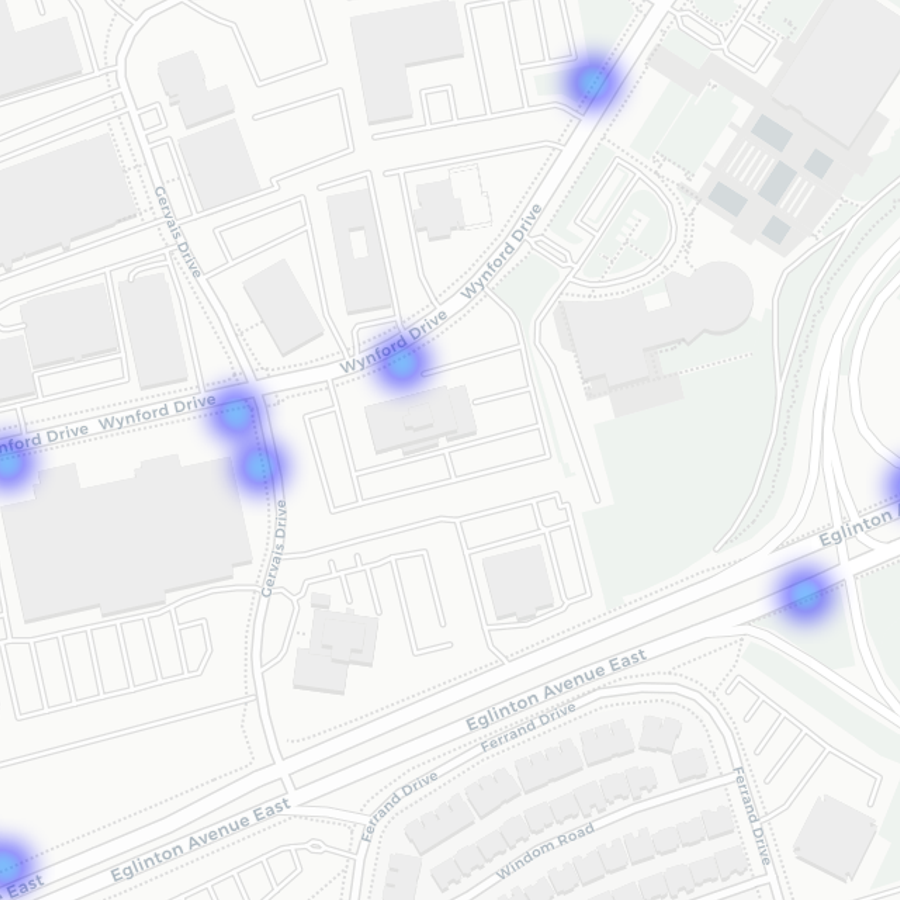 Gervais Drive
Wynford Drive
Wynford Drive
Wynford Drive
nford Drive
Gervais Drive
Eglinton
Eglinton Avenue East
Ferrand Drive
Ferrand Drive
Ferrand Drive
Eglinton Avenue East
Windom Road
East